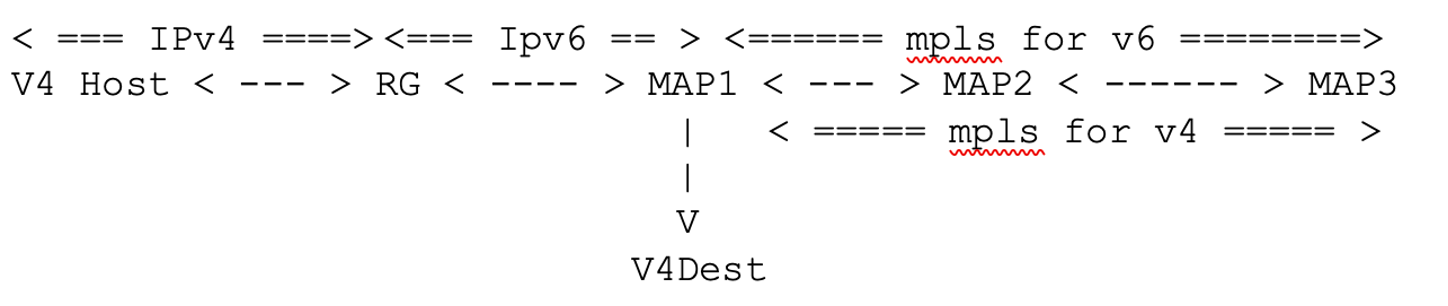 < === IPv4 ====> <=== Ipv6 == > <====== mpls for v6 ========>
V4 Host < --- > RG < ---- > MAP1 < --- > MAP2 < ------ > MAP3
| < ===== mpls for v4 ===== >
|
V
V4Dest